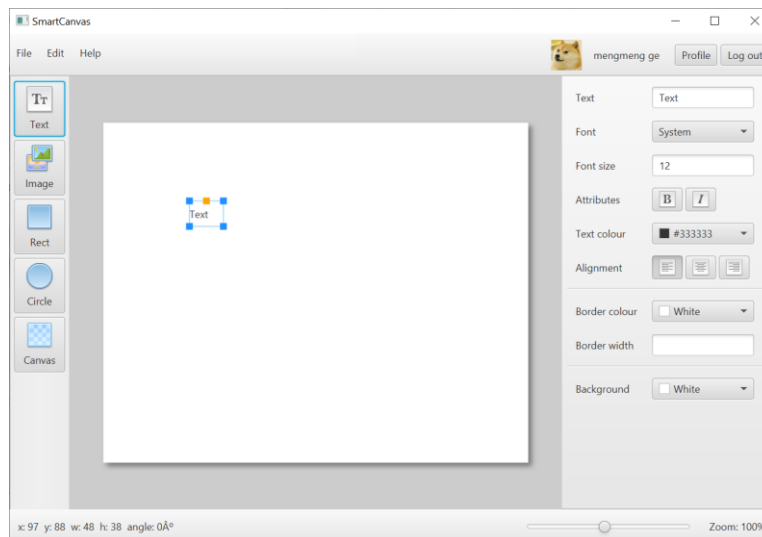 SmartCanvas
File Edit Help
mengmeng ge Profile Log out
Tт
Text
Image
Rect
Circle
Canvas
Text
Text Text
Font System
Font size 12
Attributes B I
Text colour #333333
Alignment
Border colour White
Border width
Background White
x: 97 y: 88 w: 48 h: 38 angle: 0Âº
Zoom: 100%